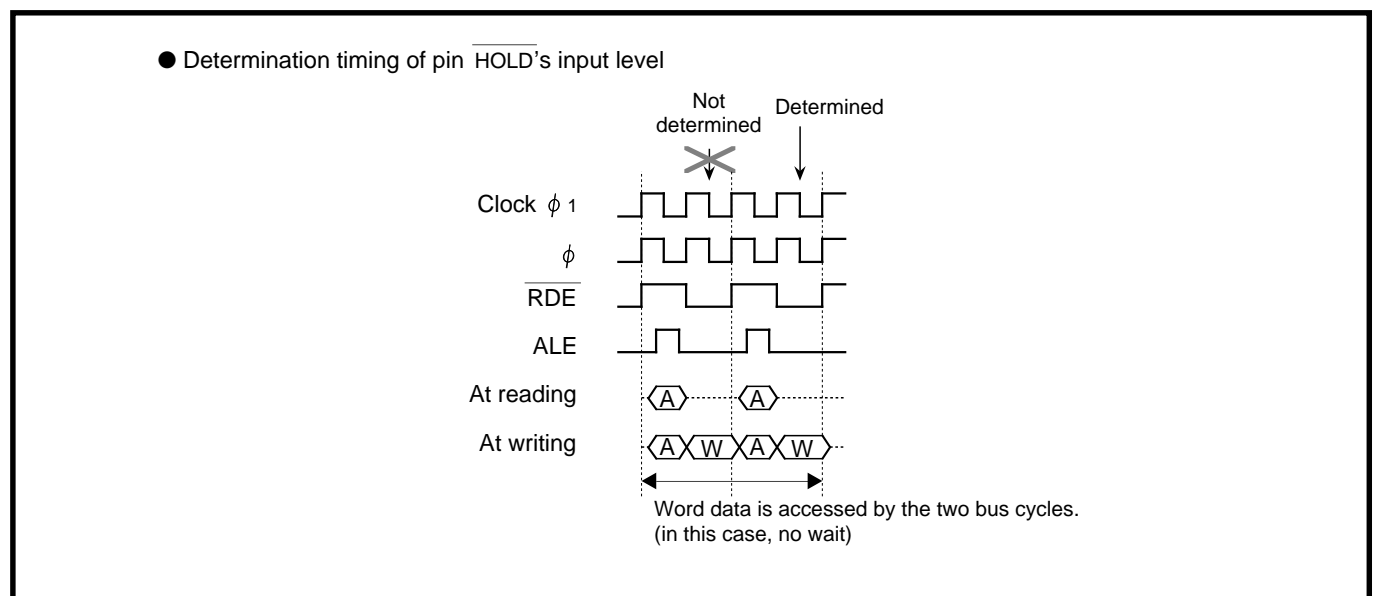 ● Determination timing of pin HOLD's input level
Not
determined
Determined
Clock ϕ 1
ϕ
RDE
ALE
At reading
A
A
At writing
A
W
A
W
Word data is accessed by the two bus cycles.
(in this case, no wait)